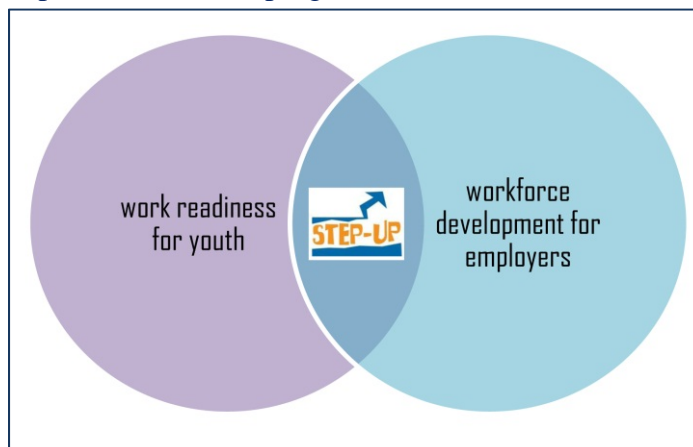 work readiness
for youth
STEP-UP
workforce
development for
employers